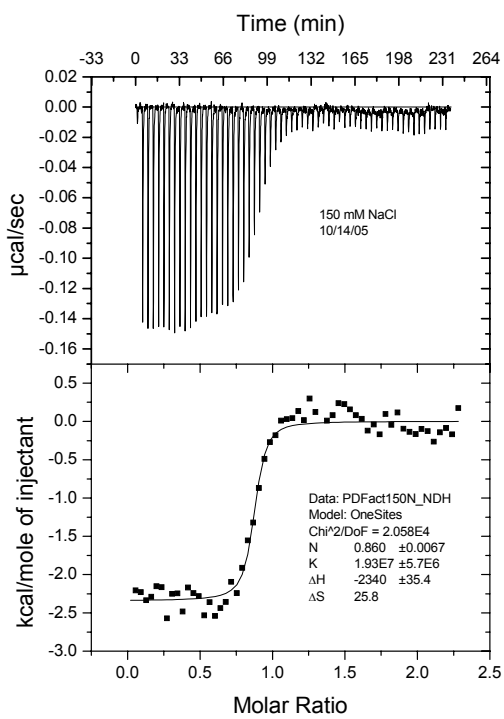 Time (min)
-33 0 33 66 99 132 165 198 231 264
0.02
0.00
-0.02
-0.04
-0.06
-0.08
-0.10
-0.12
-0.14
-0.16
µcal/sec
150 mM NaCl
10/14/05
0.5
0.0
-0.5
-1.0
-1.5
-2.0
-2.5
-3.0
kcal/mole of injectant
Data: PDFact150N_NDH
Model: OneSites
Chi^2/DoF = 2.058E4
N 0.860 ±0.0067
K 1.93E7 ±5.7E6
ΔH -2340 ±35.4
ΔS 25.8
0.0 0.5 1.0 1.5 2.0 2.5
Molar Ratio